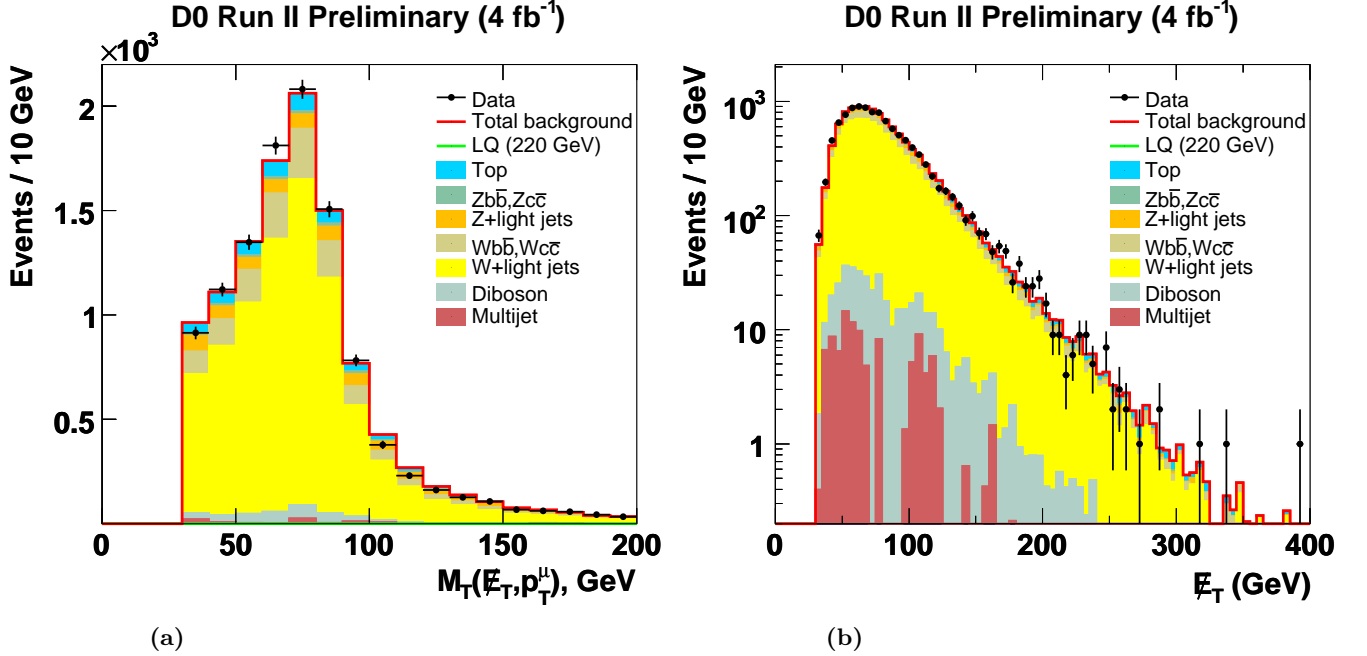 D0 Run II Preliminary (4 fb⁻¹)
×10³
Events / 10 GeV
2
1.5
1
0.5
0 50 100 150 200
M_T(E̸_T,p_T^μ), GeV
Data
Total background
LQ (220 GeV)
Top
Zbb̅,Zcc̅
Z+light jets
Wbb̅,Wcc̅
W+light jets
Diboson
Multijet
(a)
D0 Run II Preliminary (4 fb⁻¹)
Events / 10 GeV
10³
10²
10
1
0 100 200 300 400
E̸_T (GeV)
Data
Total background
LQ (220 GeV)
Top
Zbb̅,Zcc̅
Z+light jets
Wbb̅,Wcc̅
W+light jets
Diboson
Multijet
(b)